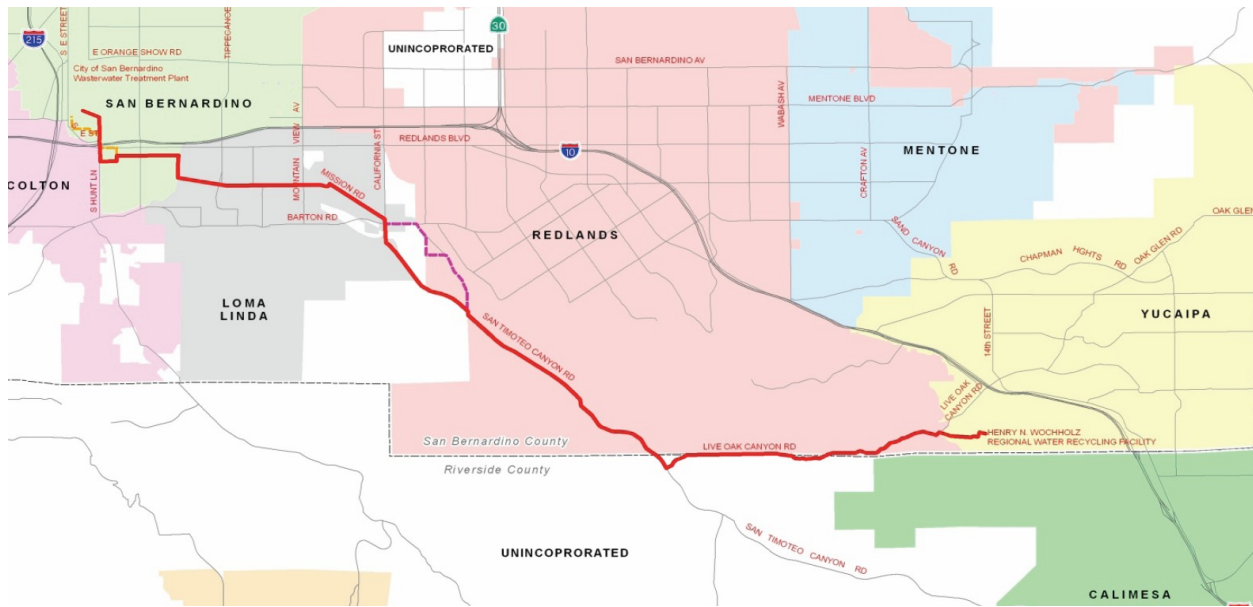 30
215
S E STREET
TIPPECANOE
E ORANGE SHOW RD
UNINCOPRORATED
SAN BERNARDINO AV
City of San Bernardino
Wasterwater Treatment Plant
SAN BERNARDINO
MOUNTAIN VIEW AV
CALIFORNIA ST
WABASH AV
MENTONE BLVD
E ST
REDLANDS BLVD
10
MENTONE
CRAFTON AV
COLTON
S HUNT LN
MISSION RD
BARTON RD
REDLANDS
SAND CANYON RD
OAK GLEN
OAK GLEN RD
CHAPMAN HGHTS RD
LOMA
LINDA
YUCAIPA
14th STREET
SAN TIMOTEO CANYON RD
LIVE OAK
CANYON RD
HENRY N. WOCHHOLZ
REGIONAL WATER RECYCLING FACILITY
San Bernardino County
LIVE OAK CANYON RD
Riverside County
UNINCOPRORATED
SAN TIMOTEO CANYON RD
CALIMESA